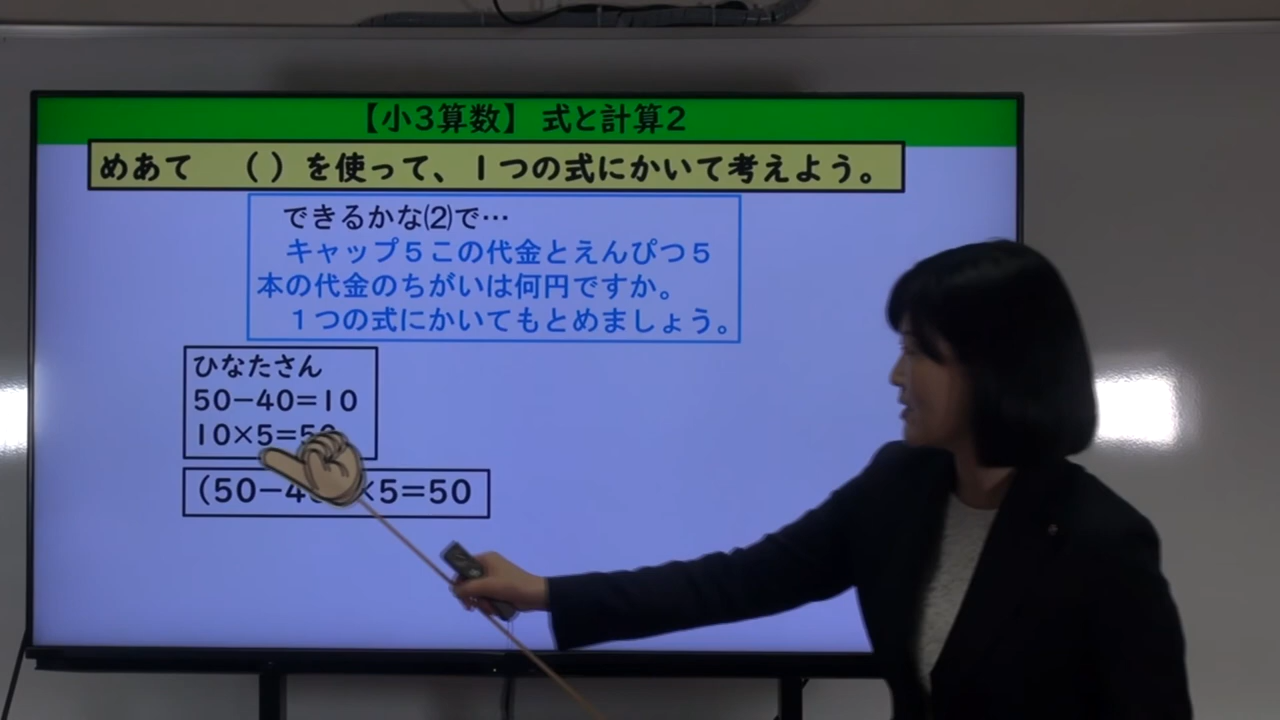 【小3算数】 式と計算2
めあて ( )を使って、1つの式にかいて考えよう。
できるかな⑵で…
キャップ5この代金とえんぴつ5
本の代金のちがいは何円ですか。
1つの式にかいてもとめましょう。
ひなたさん
50-40=10
10×5=50
(50-4 ×5=50